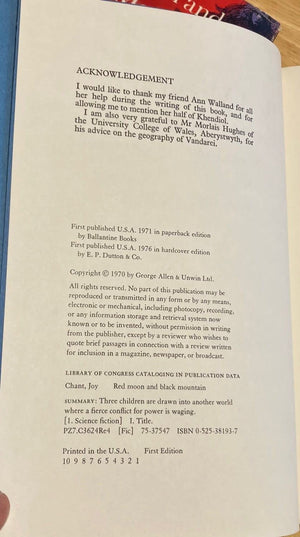 ACKNOWLEDGEMENT
I would like to thank my friend Ann Walland for all
her help during the writing of this book, and for
allowing me to mention her half of Khendiol.
I am also very grateful to Mr Morlais Hughes of
the University College of Wales, Aberystwyth, for
his advice on the geography of Vandarei.
First published U.S.A. 1971 in paperback edition
by Ballantine Books
First published U.S.A. 1976 in hardcover edition
by E. P. Dutton & Co.
Copyright © 1970 by George Allen & Unwin Ltd.
All rights reserved. No part of this publication may be
reproduced or transmitted in any form or by any means,
electronic or mechanical, including photocopy, recording,
or any information storage and retrieval system now
known or to be invented, without permission in writing
from the publisher, except by a reviewer who wishes to
quote brief passages in connection with a review written
for inclusion in a magazine, newspaper, or broadcast.
LIBRARY OF CONGRESS CATALOGING IN PUBLICATION DATA
Chant, Joy Red moon and black mountain
SUMMARY: Three children are drawn into another world
where a fierce conflict for power is waging.
[1. Science fiction] I. Title.
PZ7.C3624Re4 [Fic] 75-37547 ISBN 0-525-38193-7
Printed in the U.S.A. First Edition
10 9 8 7 6 5 4 3 2 1